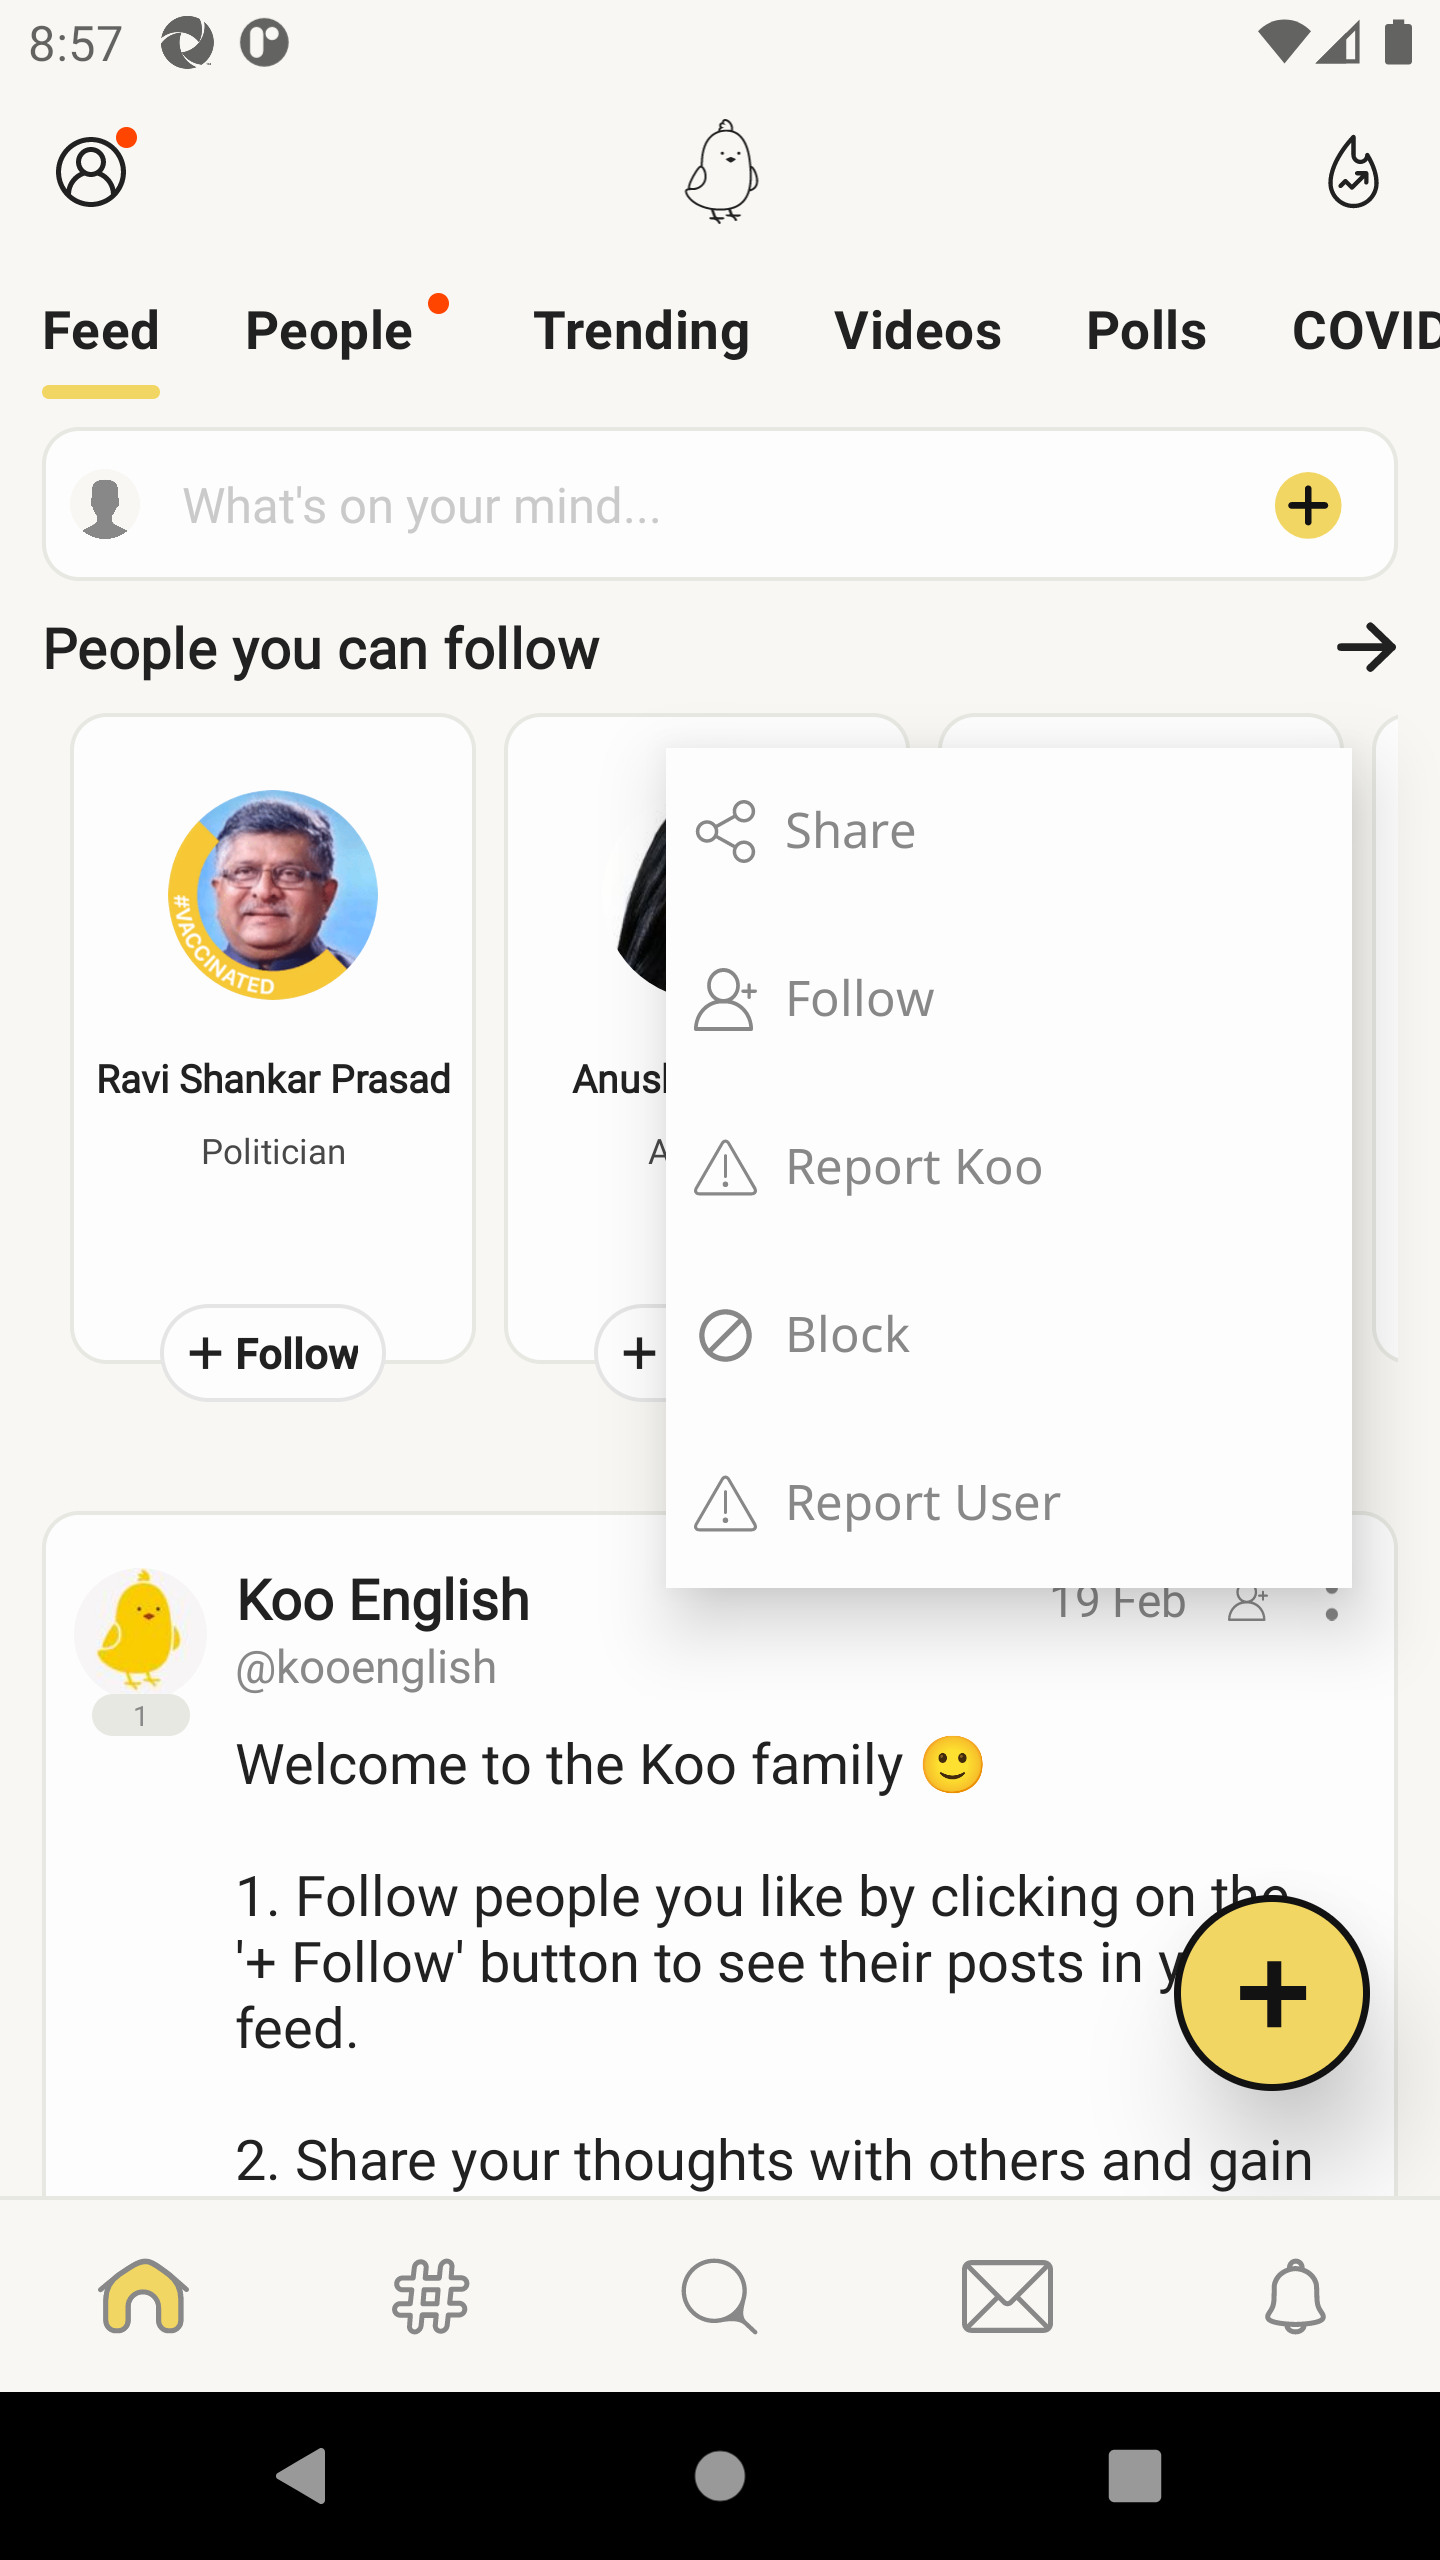 8:57
Feed People Trending Videos Polls COVID
What's on your mind...
People you can follow
#VACCINATED
Ravi Shankar Prasad
Politician
+ Follow
+
Share
Follow
Report Koo
Block
Report User
Koo English
19 Feb
@kooenglish
1
Welcome to the Koo family 🙂
1. Follow people you like by clicking on the
'+ Follow' button to see their posts in
feed.
2. Share your thoughts with others and gain